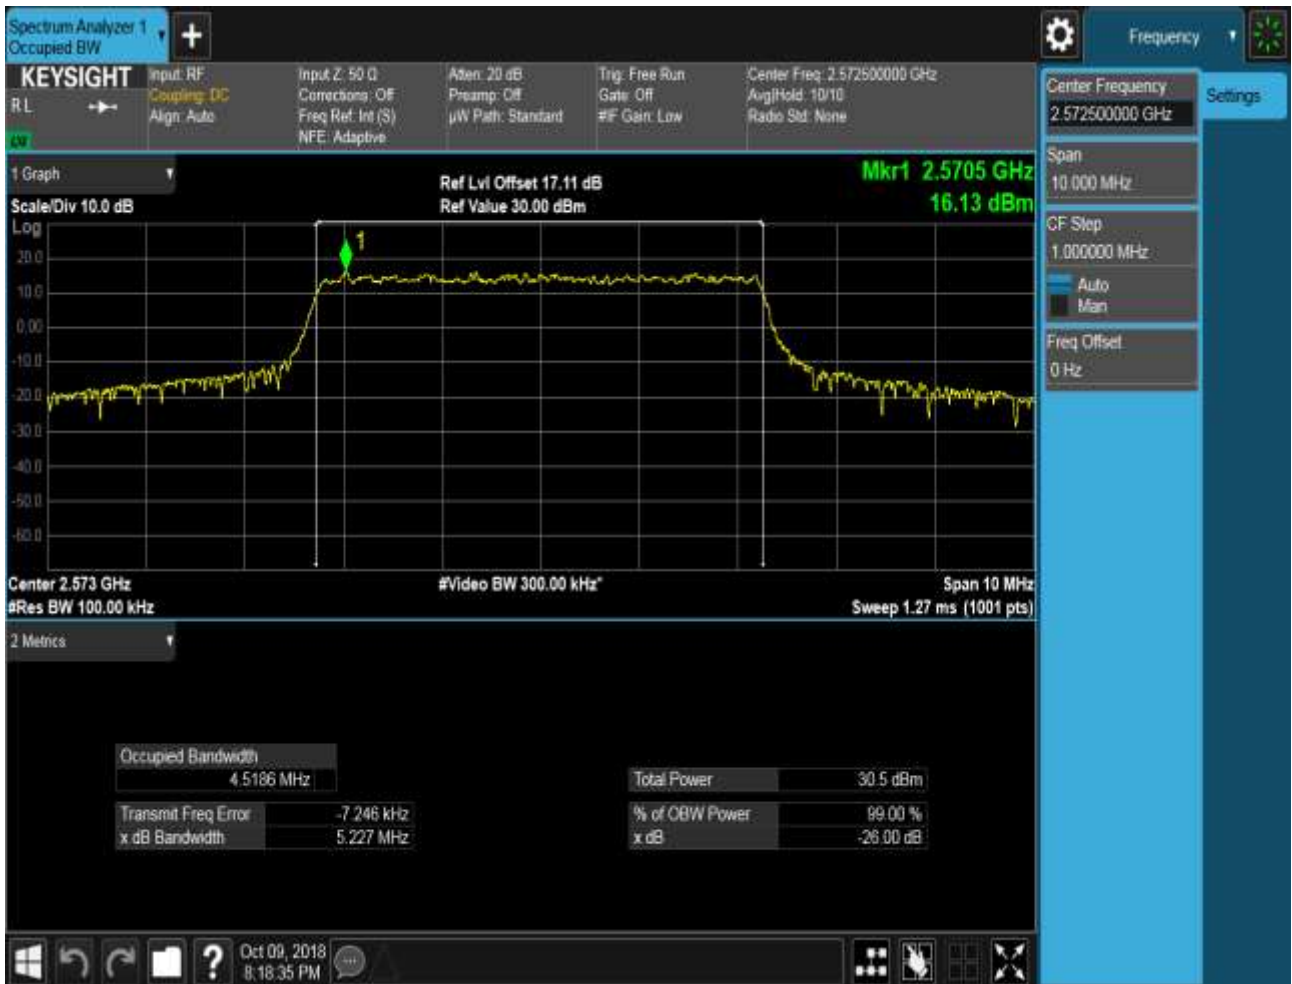 Spectrum Analyzer 1
Occupied BW
Frequency
KEYSIGHT
R L
Input: RF
Coupling: DC
Align: Auto
Input Z: 50 Ω
Corrections: Off
Freq Ref: Int (S)
NFE: Adaptive
Atten: 20 dB
Preamp: Off
µW Path: Standard
Trig: Free Run
Gate: Off
#IF Gain: Low
Center Freq: 2.572500000 GHz
Avg|Hold: 10/10
Radio Std: None
Center Frequency
2.572500000 GHz
Settings
Span
10.000 MHz
CF Step
1.000000 MHz
Auto
Man
Freq Offset
0 Hz
1 Graph
Scale/Div 10.0 dB
Ref Lvl Offset 17.11 dB
Ref Value 30.00 dBm
Mkr1 2.5705 GHz
16.13 dBm
Log
1
20.0
10.0
0.00
-10.0
-20.0
-30.0
-40.0
-50.0
-60.0
Center 2.573 GHz
#Video BW 300.00 kHz*
Span 10 MHz
#Res BW 100.00 kHz
Sweep 1.27 ms (1001 pts)
2 Metrics
Occupied Bandwidth
4.5186 MHz
Total Power 30.5 dBm
Transmit Freq Error -7.246 kHz
% of OBW Power 99.00 %
x dB Bandwidth 5.227 MHz
x dB -26.00 dB
?
Oct 09, 2018
8:18:35 PM